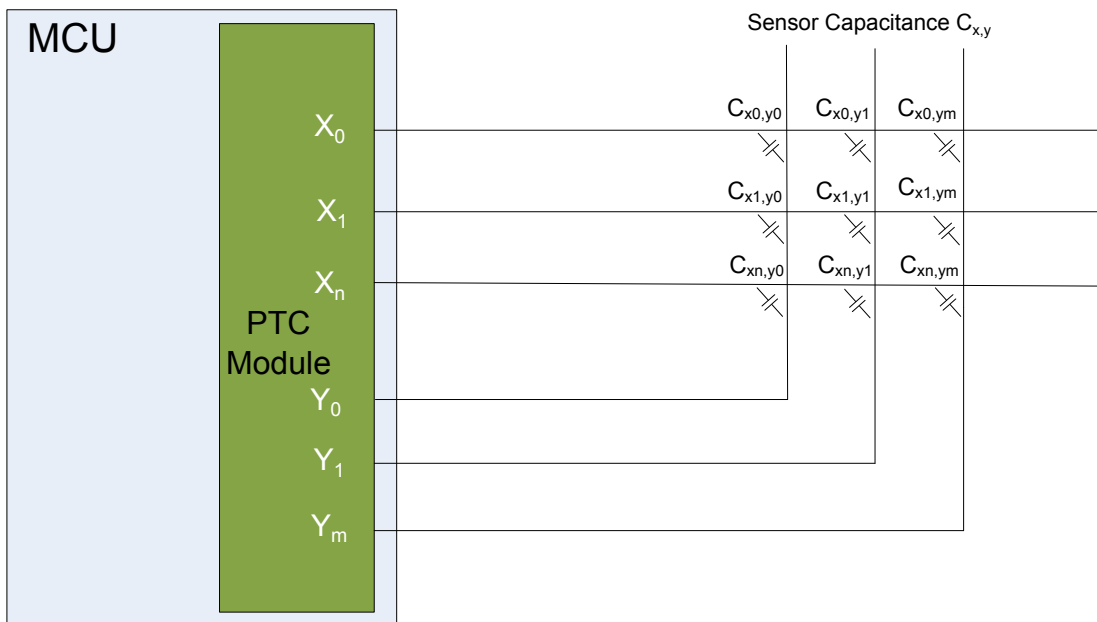 MCU
Sensor Capacitance Cx,y
X0
Cx0,y0 Cx0,y1 Cx0,ym
X1
Cx1,y0 Cx1,y1 Cx1,ym
Xn
Cxn,y0 Cxn,y1 Cxn,ym
PTC
Module
Y0
Y1
Ym